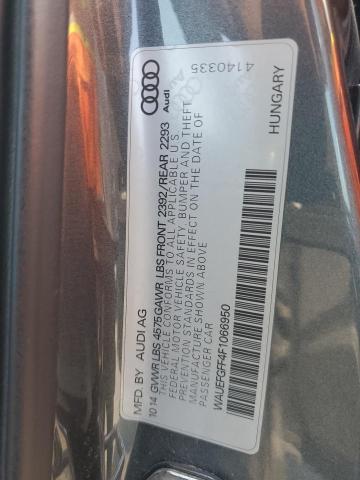 Audi
4140335
HUNGARY
MFD BY AUDI AG
10 14 GVWR LBS 4575 GAWR LBS FRONT 2392/REAR 2293
THIS VEHICLE CONFORMS TO ALL APPLICABLE U S
FEDERAL MOTOR VEHICLE SAFETY, BUMPER AND THEFT
PREVENTION STANDARDS IN EFFECT ON THE DATE OF
MANUFACTURE SHOWN ABOVE
PASSENGER CAR
WAUEFGFF4F1066950